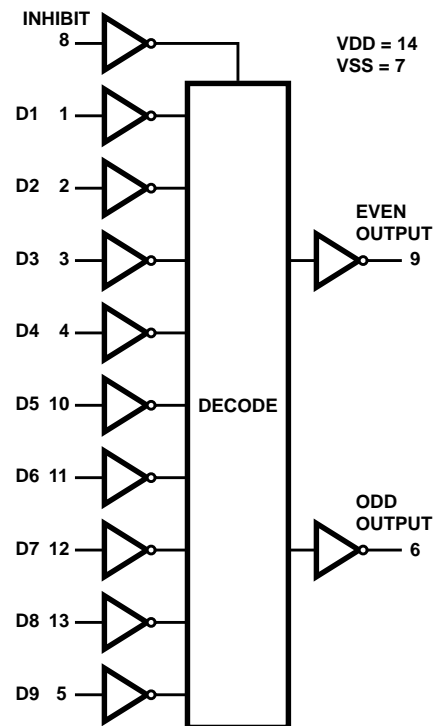 INHIBIT
8
VDD = 14
VSS = 7
D1 1
D2 2
D3 3
D4 4
D5 10
D6 11
D7 12
D8 13
D9 5
DECODE
EVEN
OUTPUT
9
ODD
OUTPUT
6